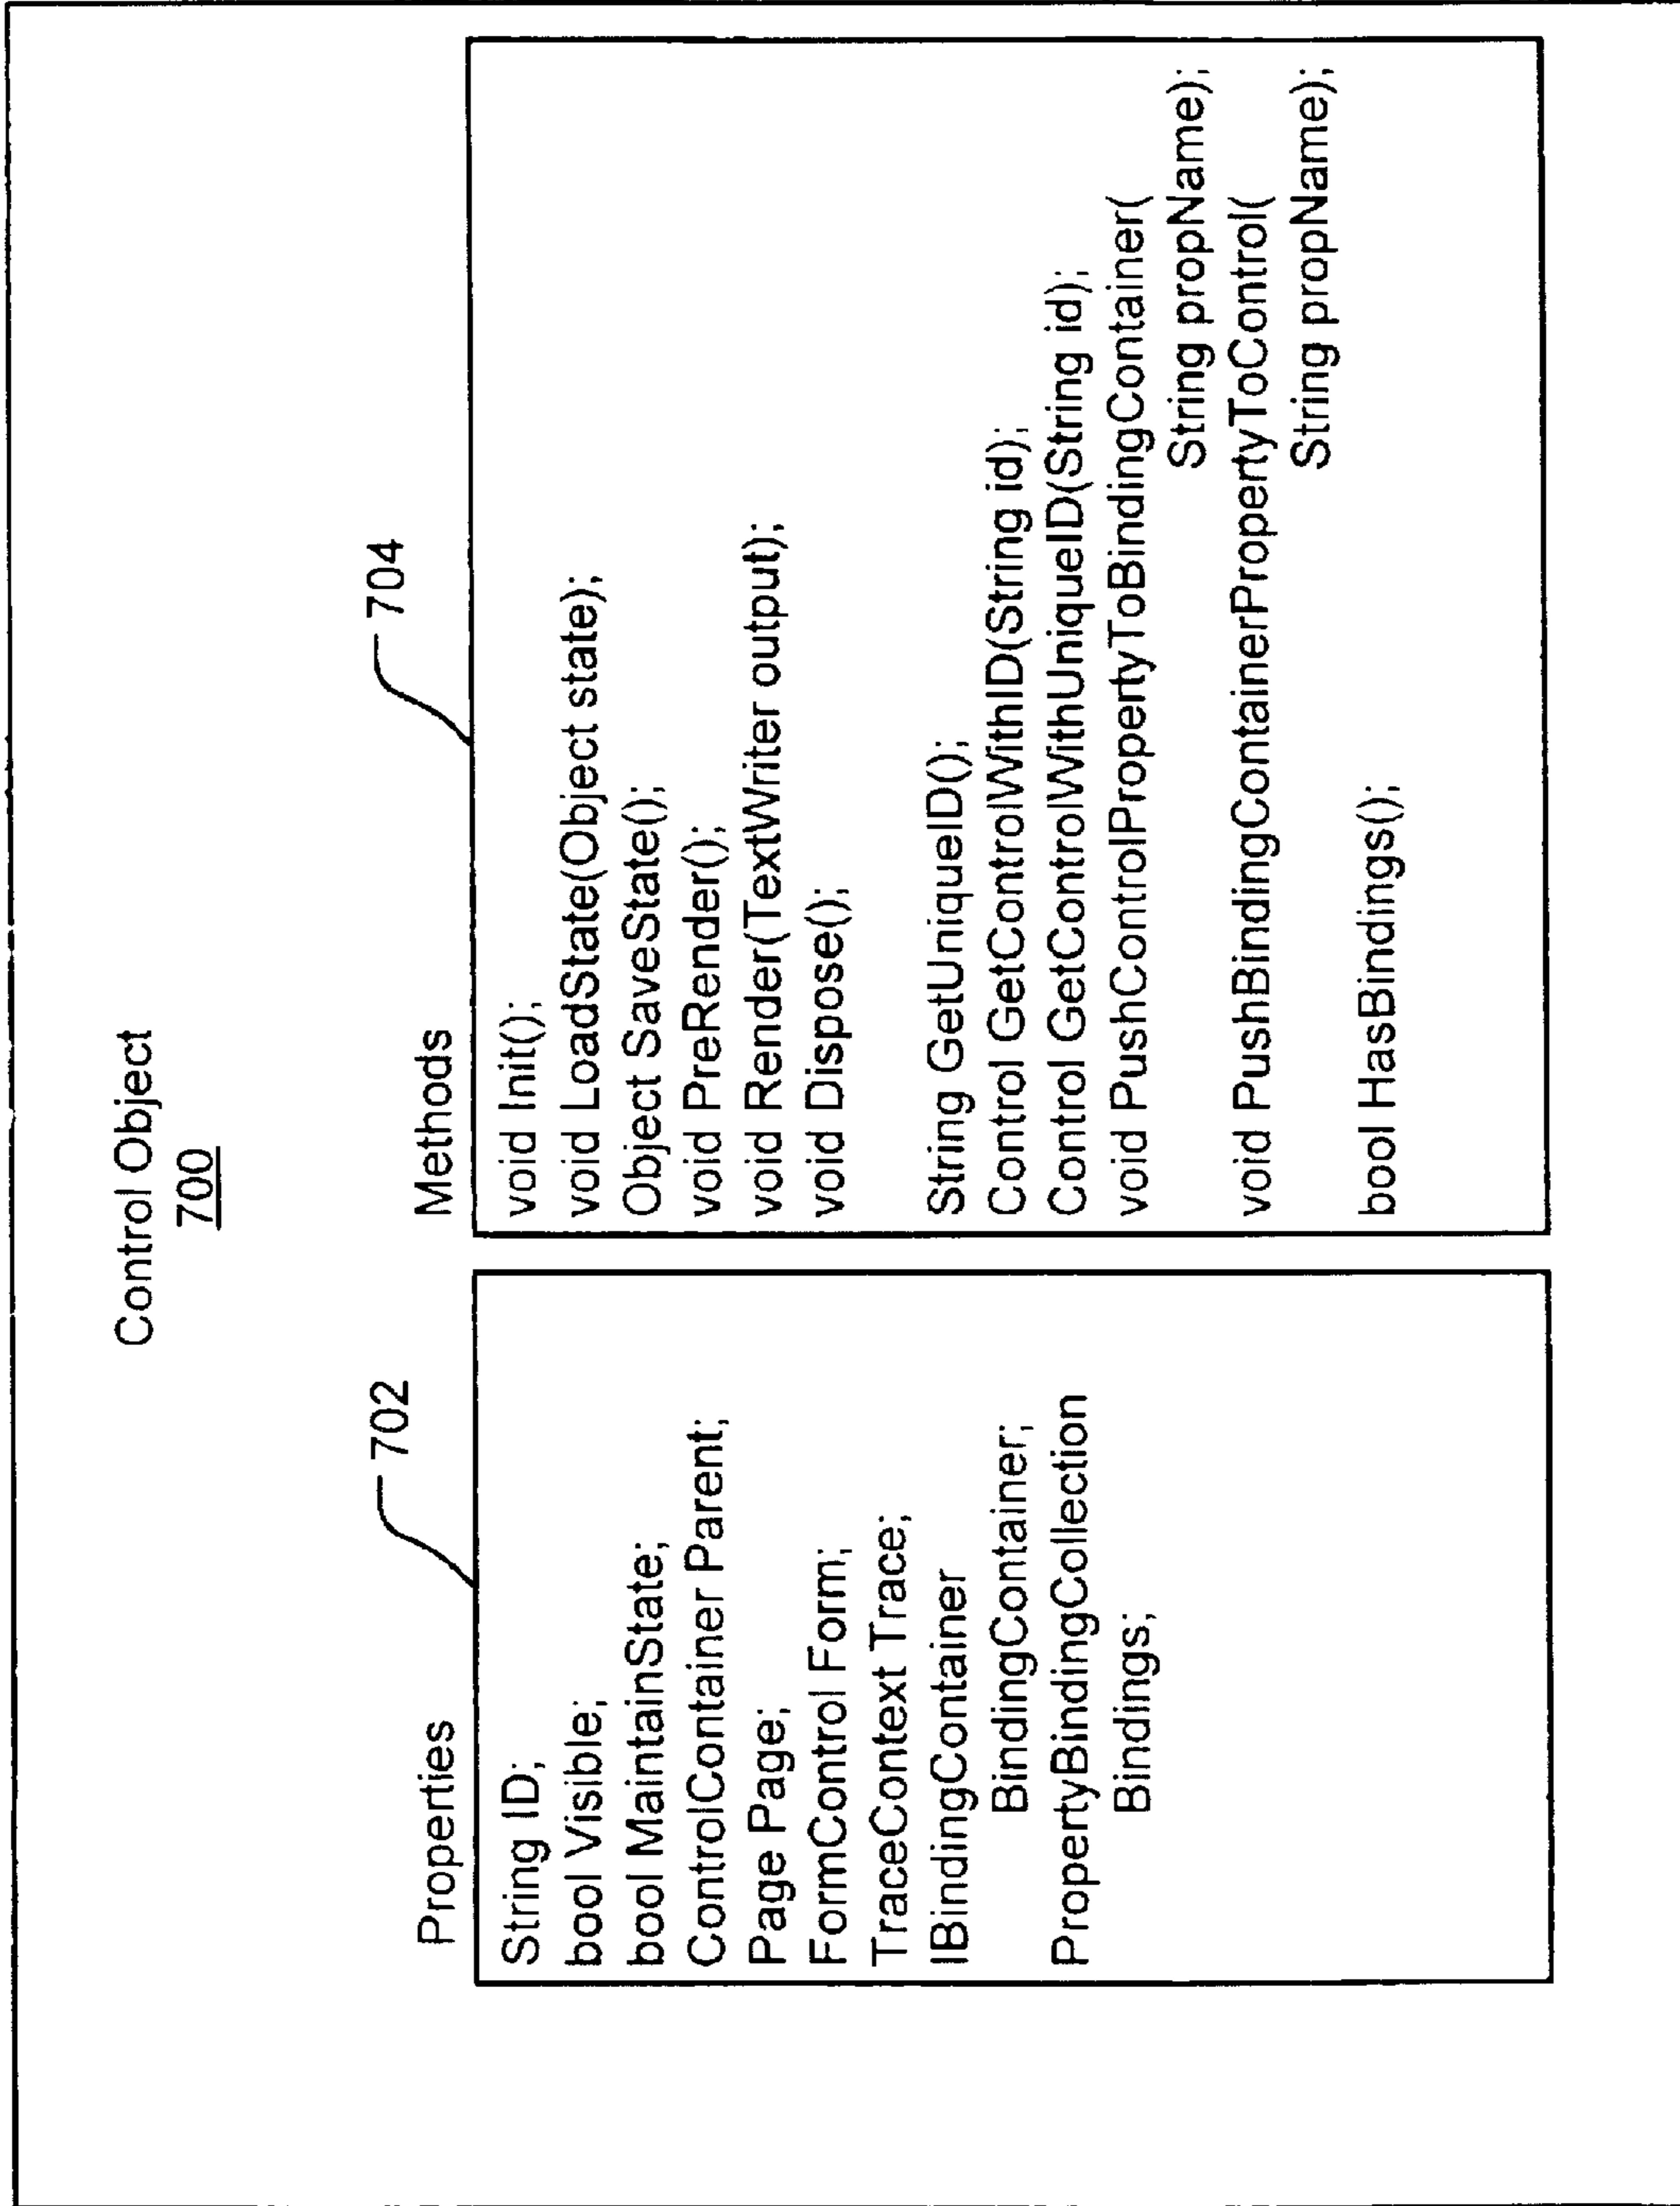 Control Object
700
Properties
702
String ID;
bool Visible;
bool MaintainState;
ControlContainer Parent;
Page Page;
FormControl Form;
TraceContext Trace;
IBindingContainer
BindingContainer;
PropertyBindingCollection
Bindings;
Methods
704
void Init();
void LoadState(Object state);
Object SaveState();
void PreRender();
void Render(TextWriter output);
void Dispose();
String GetUniqueID();
Control GetControlWithID(String id);
Control GetControlWithUniqueID(String id);
void PushControlPropertyToBindingContainer(
String propName);
void PushBindingContainerPropertyToControl(
String propName);
bool HasBindings();